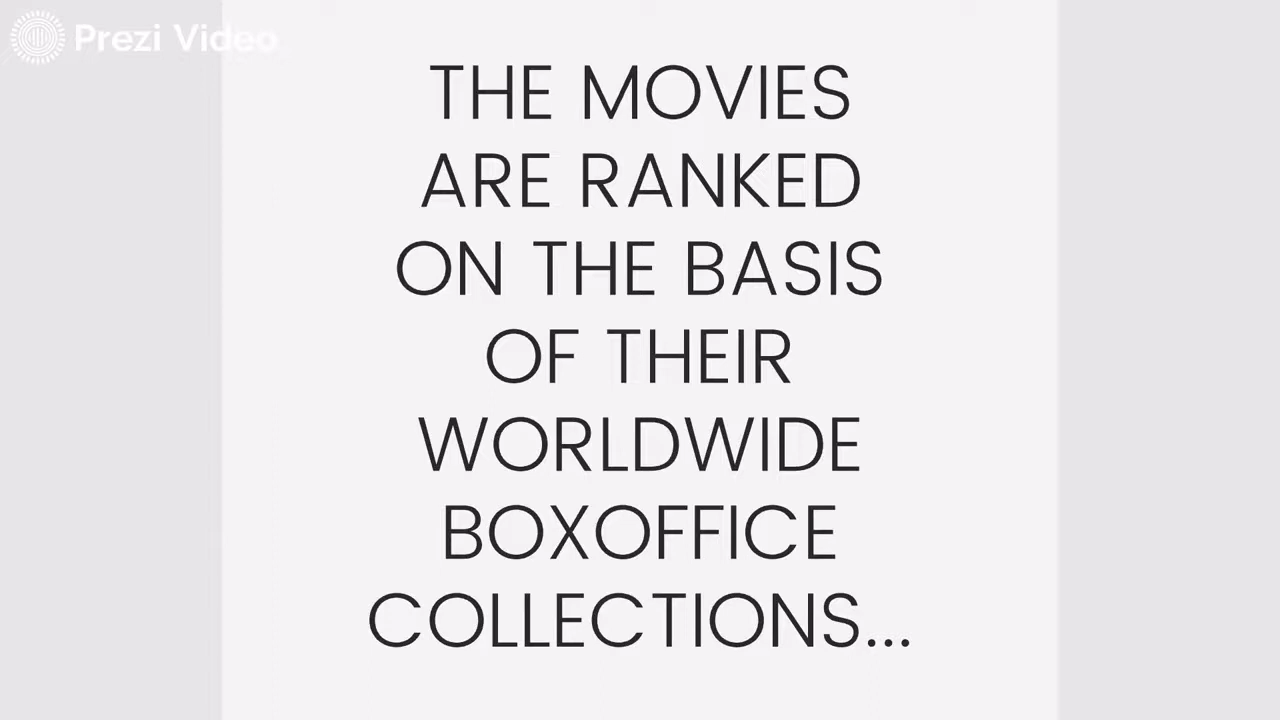 Prezi Video
THE MOVIES
ARE RANKED
ON THE BASIS
OF THEIR
WORLDWIDE
BOXOFFICE
COLLECTIONS...